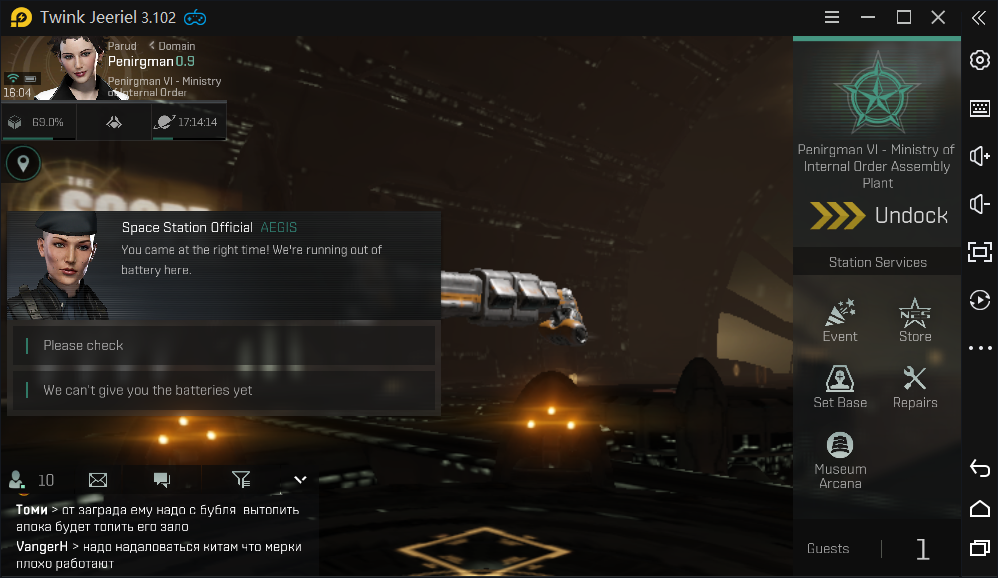 Twink Jeeriel 3.102
Parud < Domain
Penirgman 0.9
Penirgman VI - Ministry
of Internal Order
16:04
69.0%
17:14:14
THE
SCOPE
Space Station Official AEGIS
You came at the right time! We're running out of
battery here.
Please check
We can't give you the batteries yet
10
Томи > от заграда ему надо с бубля вытопить
апока будет топить его зало
VangerH > надо надаловаться китам что мерки
плохо работают
Penirgman VI - Ministry of
Internal Order Assembly
Plant
Undock
Station Services
Event
Store
Set Base
Repairs
Museum
Arcana
Guests
1